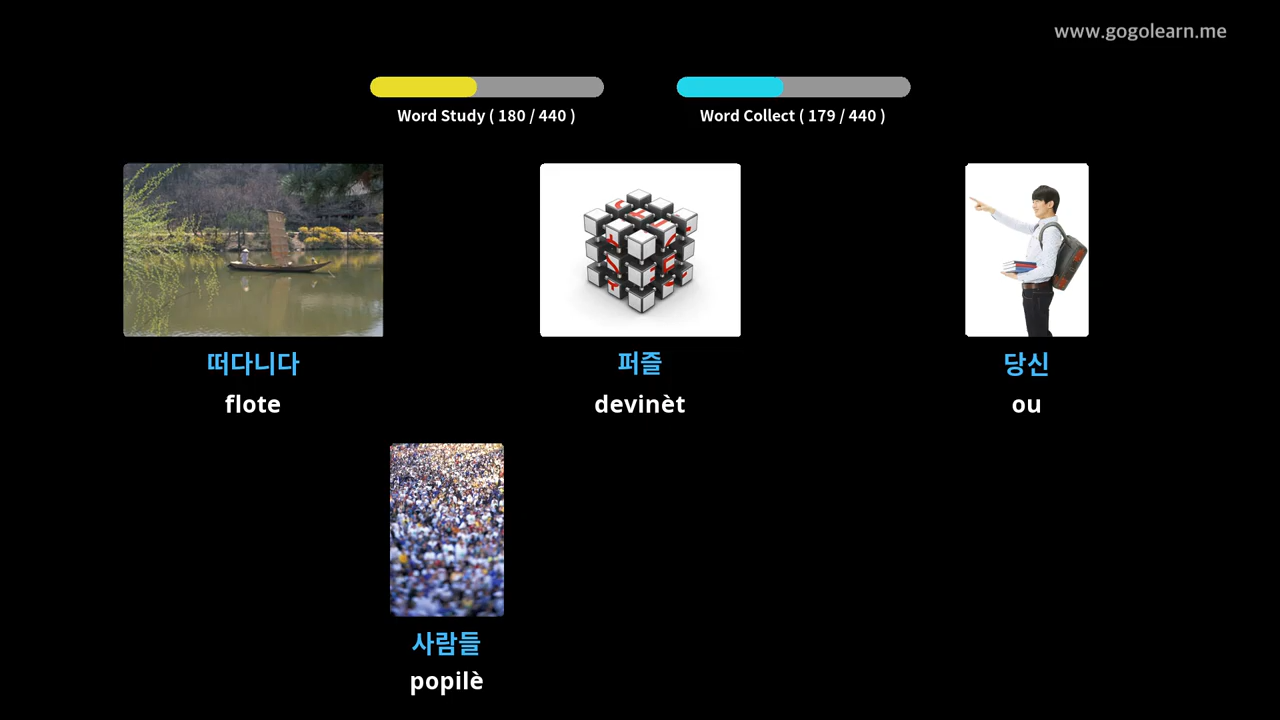 www.gogolearn.me
Word Study ( 180 / 440 )
Word Collect ( 179 / 440 )
떠다니다
퍼즐
당신
flote
devinèt
ou
사람들
popilè